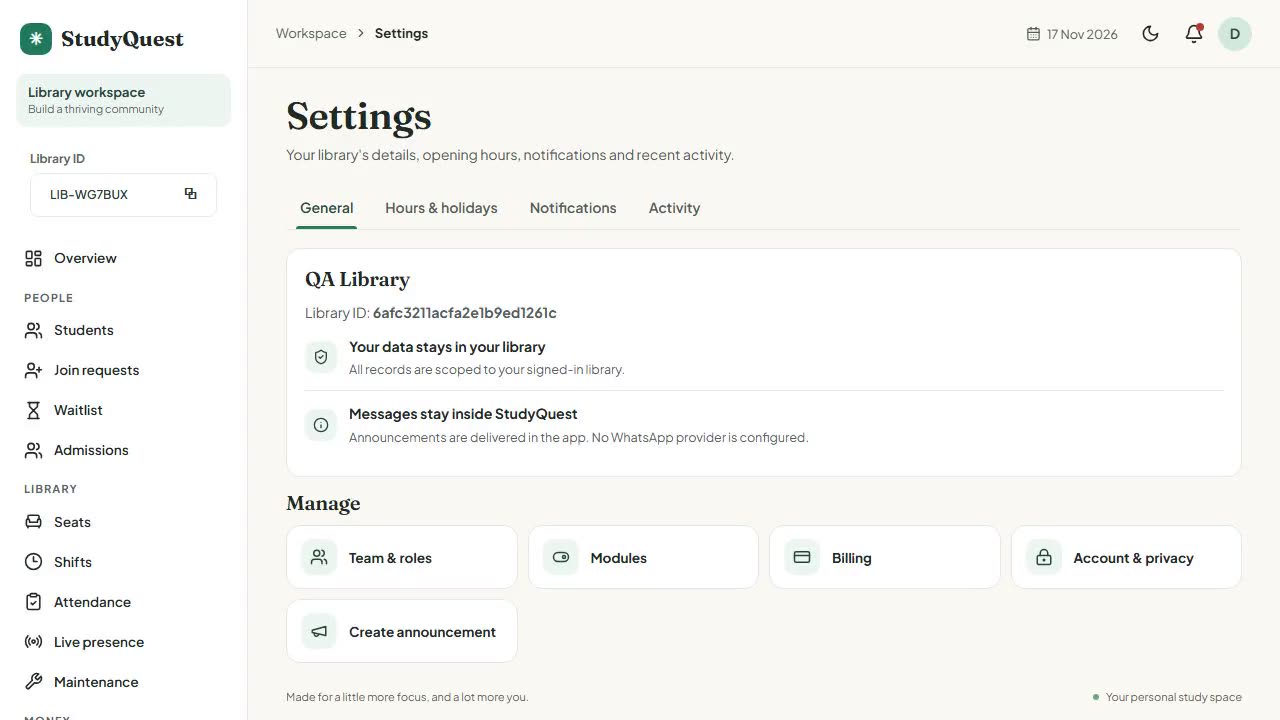 StudyQuest
Library workspace
Build a thriving community
Library ID
LIB-WG7BUX
Overview
PEOPLE
Students
Join requests
Waitlist
Admissions
LIBRARY
Seats
Shifts
Attendance
Live presence
Maintenance
MONEY
Workspace > Settings
17 Nov 2026
D
Settings
Your library's details, opening hours, notifications and recent activity.
General Hours & holidays Notifications Activity
QA Library
Library ID: 6afc3211acfa2e1b9ed1261c
Your data stays in your library
All records are scoped to your signed-in library.
Messages stay inside StudyQuest
Announcements are delivered in the app. No WhatsApp provider is configured.
Manage
Team & roles
Modules
Billing
Account & privacy
Create announcement
Made for a little more focus, and a lot more you.
Your personal study space